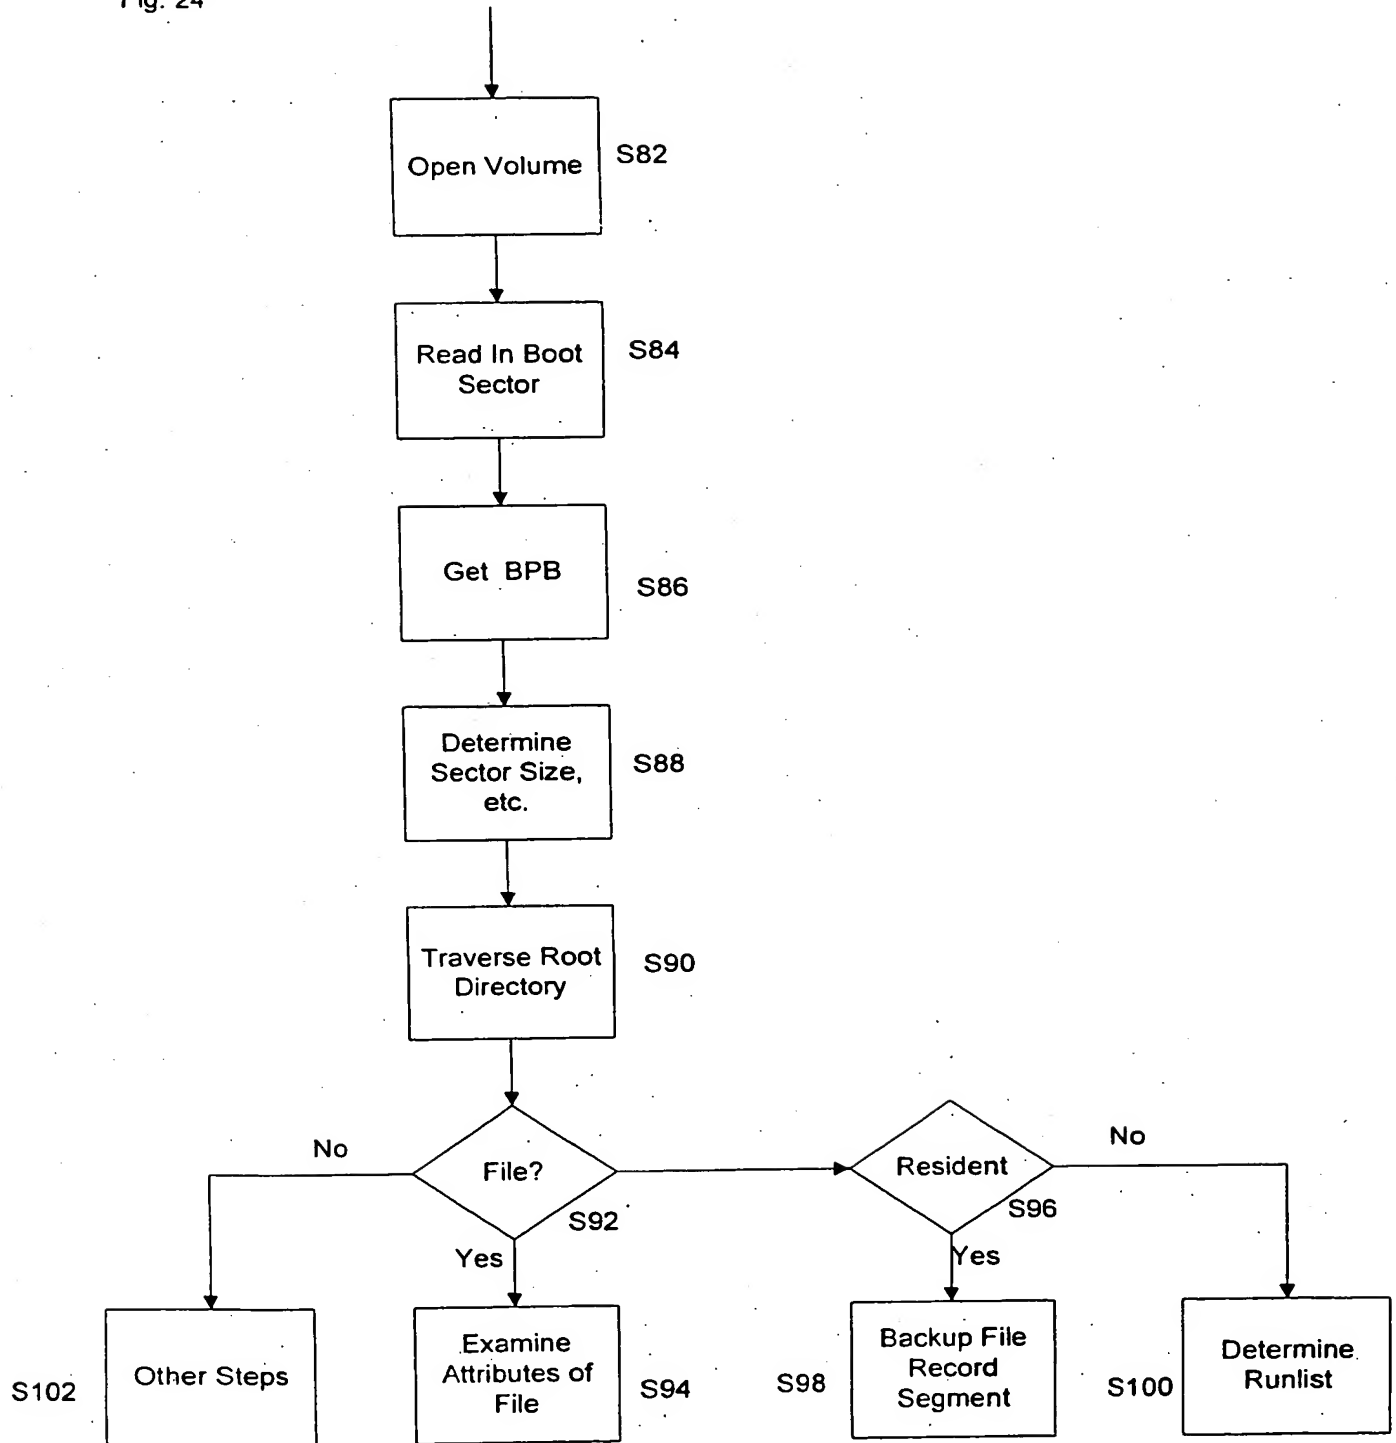 Fig. 24
Open Volume
S82
Read In Boot
Sector
S84
Get BPB
S86
Determine
Sector Size,
etc.
S88
Traverse Root
Directory
S90
No
File?
S92
Yes
Resident
S96
No
Yes
Other Steps
S102
Examine
Attributes of
File
S94
Backup File
Record
Segment
S98
Determine
Runlist
S100